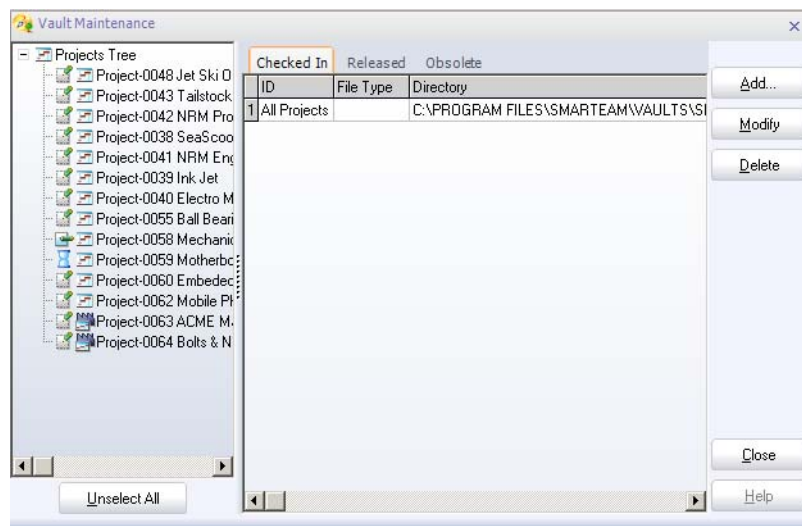 Vault Maintenance
Projects Tree
Project-0048 Jet Ski O
Project-0043 Tailstock
Project-0042 NRM Pro
Project-0038 SeaScoo
Project-0041 NRM Eng
Project-0039 Ink Jet
Project-0040 Electro M
Project-0055 Ball Beari
Project-0058 Mechanic
Project-0059 Motherbc
Project-0060 Embedec
Project-0062 Mobile Ph
Project-0063 ACME M
Project-0064 Bolts & N
Unselect All
Checked In Released Obsolete
ID File Type Directory
1 All Projects C:\PROGRAM FILES\SMARTEAM\VAULTS\S
Add...
Modify
Delete
Close
Help